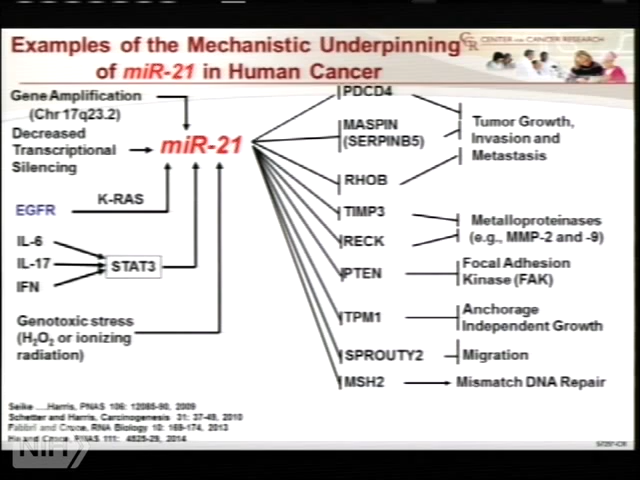 Examples of the Mechanistic Underpinning
of miR-21 in Human Cancer
CENTER FOR CANCER RESEARCH
Gene Amplification
(Chr 17q23.2)
Decreased
Transcriptional
Silencing
miR-21
K-RAS
EGFR
IL-6
IL-17
IFN
STAT3
Genotoxic stress
(H2O2 or ionizing
radiation)
PDCD4
MASPIN
(SERPINB5)
RHOB
TIMP3
RECK
PTEN
TPM1
SPROUTY2
MSH2
Tumor Growth,
Invasion and
Metastasis
Metalloproteinases
(e.g., MMP-2 and -9)
Focal Adhesion
Kinase (FAK)
Anchorage
Independent Growth
Migration
Mismatch DNA Repair
Seike ....Harris, PNAS 106: 12085-90, 2009
Schetter and Harris, Carcinogenesis 31: 37-49, 2010
Fabbri and Croce, RNA Biology 10: 169-174, 2013
and Croce, PNAS 111: 4525-29, 2014
NIH